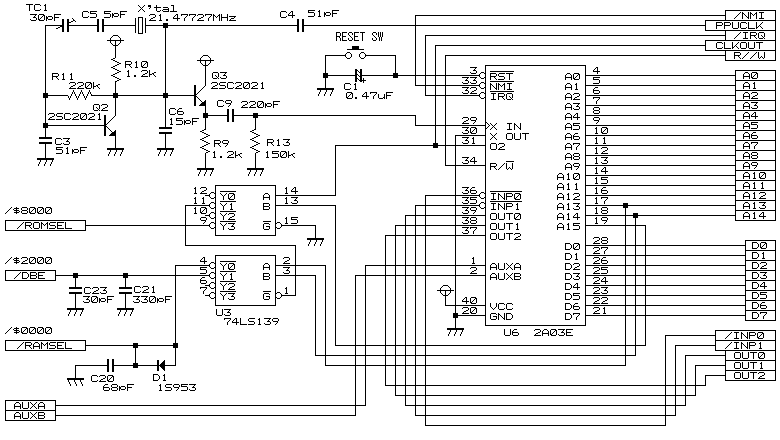 TC1
30pF
C5 5pF
X'tal
21.47727MHz
C4 51pF
/NMI
PPUCLK
/IRQ
CLKOUT
R//W
RESET SW
R10
1.2k
Q3
2SC2021
R11
220k
Q2
2SC2021
C1
0.47uF
C9 220pF
C6
15pF
C3
51pF
R9
1.2k
R13
150k
3 RST
33 NMI
32 IRQ
29 X IN
30 X OUT
31 O2
34 R/W
36 INP0
35 INP1
39 OUT0
38 OUT1
37 OUT2
1 AUXA
2 AUXB
40 VCC
20 GND
A0 4 A0
A1 5 A1
A2 6 A2
A3 7 A3
A4 8 A4
A5 9 A5
A6 10 A6
A7 11 A7
A8 12 A8
A9 13 A9
A10 14 A10
A11 15 A11
A12 16 A12
A13 17 A13
A14 18 A14
A15 19
D0 28 D0
D1 27 D1
D2 26 D2
D3 25 D3
D4 24 D4
D5 23 D5
D6 22 D6
D7 21 D7
U6 2A03E
/$8000
/ROMSEL
12 Y0 A 14
11 Y1 B 13
10 Y2
9 Y3 G 15
/$2000
/DBE
C23
30pF
C21
330pF
4 Y0 A 2
5 Y1 B 3
6 Y2
7 Y3 G 1
U3
74LS139
/$0000
/RAMSEL
C20
68pF
D1
1S953
AUXA
AUXB
/INP0
/INP1
OUT0
OUT1
OUT2